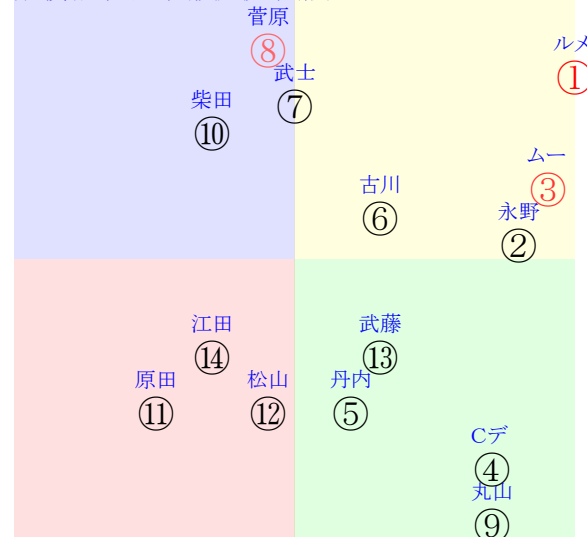 菅原
⑧
ルメ
①
武士
⑦
柴田
⑩
ムー
③
古川
⑥
永野
②
江田
⑭
武藤
⑬
原田
⑪
松山
⑫
丹内
⑤
Cデ
④
丸山
⑨